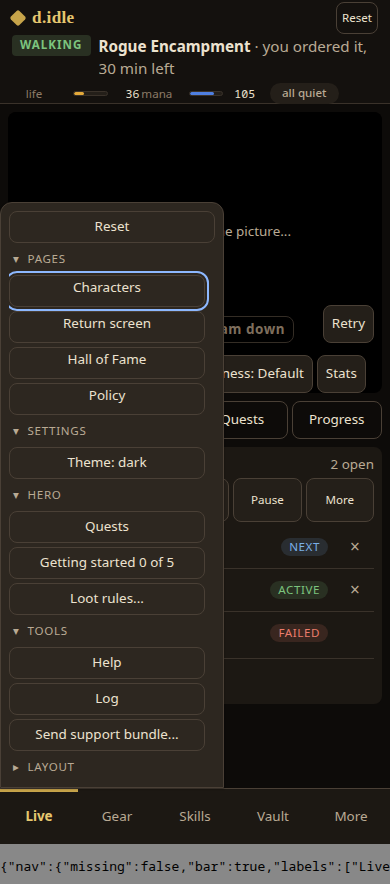 d.idle
Reset
WALKING
Rogue Encampment · you ordered it,
30 min left
life 36 mana 105 all quiet
e picture...
am down
Retry
ness: Default
Stats
Quests
Progress
2 open
Pause
More
NEXT ×
ACTIVE ×
FAILED
Reset
▾ PAGES
Characters
Return screen
Hall of Fame
Policy
▾ SETTINGS
Theme: dark
▾ HERO
Quests
Getting started 0 of 5
Loot rules...
▾ TOOLS
Help
Log
Send support bundle...
▸ LAYOUT
Live
Gear
Skills
Vault
More
{"nav":{"missing":false,"bar":true,"labels":["Live